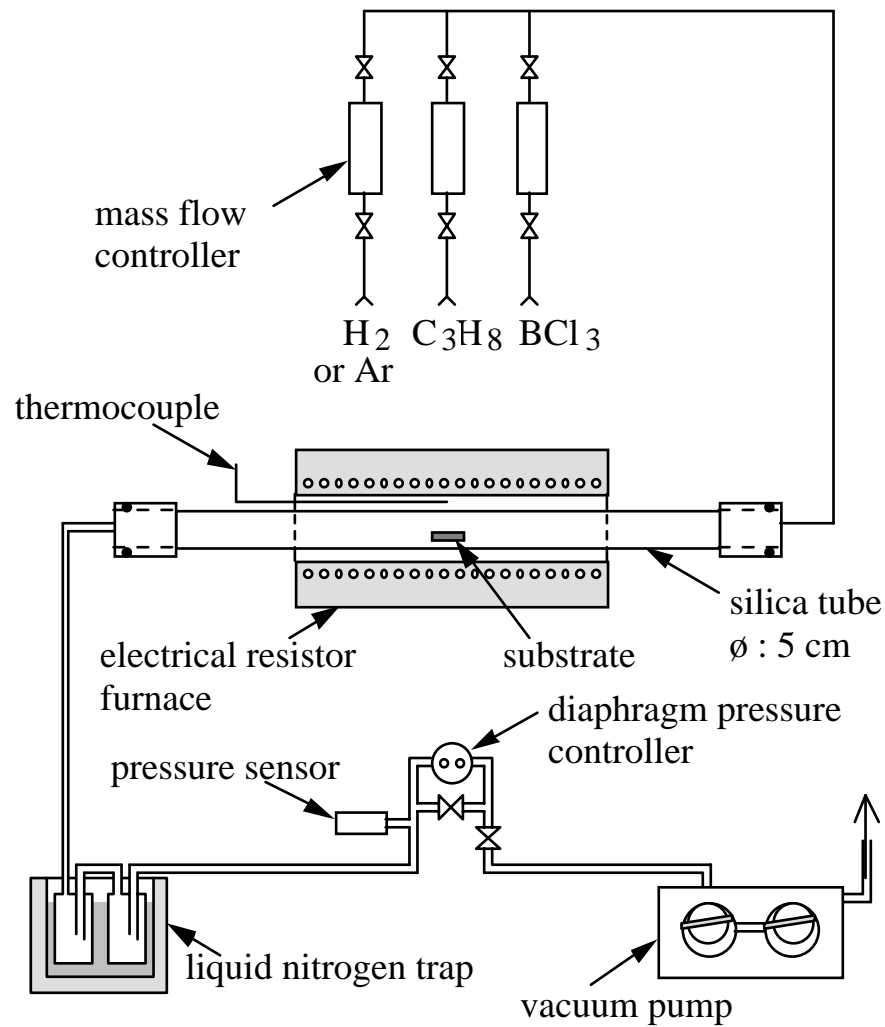 mass flow
controller
H2 C3H8 BCl3
or Ar
thermocouple
silica tube
ø : 5 cm
electrical resistor
furnace
substrate
diaphragm pressure
controller
pressure sensor
liquid nitrogen trap
vacuum pump